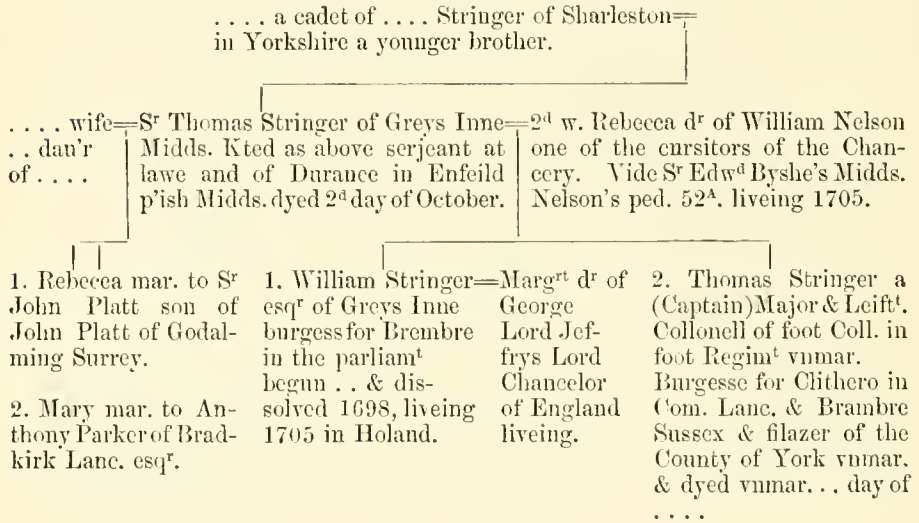 . . . . a cadet of . . . . Stringer of Sharleston=
in Yorkshire a younger brother.
. . . . wife=Sʳ Thomas Stringer of Greys Inne=2ᵈ w. Rebecca dʳ of William Nelson
. . dau'r
of . . . .
Midds. Kted as above serjeant at
lawe and of Durance in Enfeild
p'ish Midds. dyed 2ᵈ day of October.
one of the cursitors of the Chan-
cery. Vide Sʳ Edwᵈ Byshe's Midds.
Nelson's ped. 52ᴬ. liveing 1705.
1. Rebecca mar. to Sʳ
John Platt son of
John Platt of Godal-
ming Surrey.
2. Mary mar. to An-
thony Parker of Brad-
kirk Lanc. esqʳ.
1. William Stringer=
esqʳ of Greys Inne
burgess for Brembre
in the parliamᵗ
begun . . & dis-
solved 1698, liveing
1705 in Holand.
Margʳᵗ dʳ of
George
Lord Jef-
frys Lord
Chancelor
of England
liveing.
2. Thomas Stringer a
(Captain) Major & Leiftᵗ.
Collonell of foot Coll. in
foot Regimᵗ vnmar.
Burgesse for Clithero in
Com. Lanc. & Brambre
Sussex & filazer of the
County of York vnmar.
& dyed vnmar. . . day of
. . . .